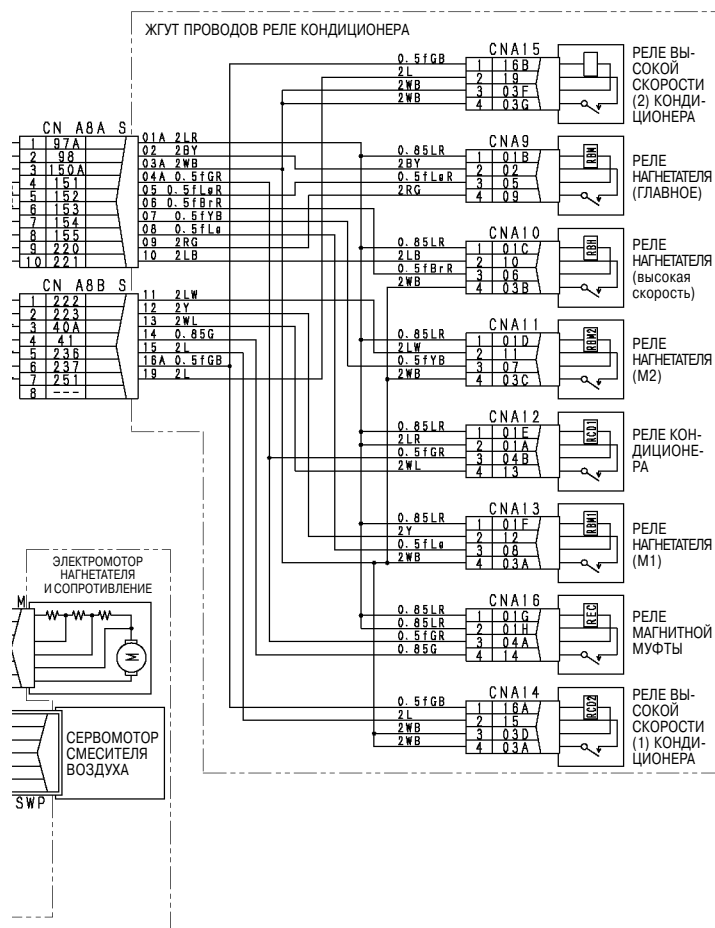 ЖГУТ ПРОВОДОВ РЕЛЕ КОНДИЦИОНЕРА
CN A8A S
1 97A
2 98
3 150A
4 151
5 152
6 153
7 154
8 155
9 220
10 221
01A 2LR
02 2BY
03A 2WB
04A 0.5fGR
05 0.5fLgR
06 0.5fBrR
07 0.5fYB
08 0.5fLg
09 2RG
10 2LB
CN A8B S
1 222
2 223
3 40A
4 41
5 236
6 237
7 251
8 ---
11 2LW
12 2Y
13 2WL
14 0.85G
15 2L
16A 0.5fGB
19 2L
CNA15
0.5fGB 1 16B
2L 2 19
2WB 3 03F
2WB 4 03G
РЕЛЕ ВЫ-
СОКОЙ
СКОРОСТИ
(2) КОНДИ-
ЦИОНЕРА
CNA9
0.85LR 1 01B
2BY 2 02
0.5fLgR 3 05
2RG 4 09
RBM
РЕЛЕ
НАГНЕТАТЕЛЯ
(ГЛАВНОЕ)
CNA10
0.85LR 1 01C
2LB 2 10
0.5fBrR 3 06
2WB 4 03B
RBH
РЕЛЕ
НАГНЕТАТЕЛЯ
(высокая
скорость)
CNA11
0.85LR 1 01D
2LW 2 11
0.5fYB 3 07
2WB 4 03C
RBM2
РЕЛЕ
НАГНЕТАТЕЛЯ
(M2)
CNA12
0.85LR 1 01E
2LR 2 01A
0.5fGR 3 04B
2WL 4 13
RCD1
РЕЛЕ КОН-
ДИЦИОНЕ-
РА
CNA13
0.85LR 1 01F
2Y 2 12
0.5fLg 3 08
2WB 4 03A
RBM1
РЕЛЕ
НАГНЕТАТЕЛЯ
(M1)
CNA16
0.85LR 1 01G
0.85LR 2 01H
0.5fGR 3 04A
0.85G 4 14
REC
РЕЛЕ
МАГНИТНОЙ
МУФТЫ
CNA14
0.5fGB 1 16A
2L 2 15
2WB 3 03D
2WB 4 03A
RCD2
РЕЛЕ ВЫ-
СОКОЙ
СКОРОСТИ
(1) КОНДИ-
ЦИОНЕРА
ЭЛЕКТРОМОТОР
НАГНЕТАТЕЛЯ
И СОПРОТИВЛЕНИЕ
M
M
СЕРВОМОТОР
СМЕСИТЕЛЯ
ВОЗДУХА
SWP